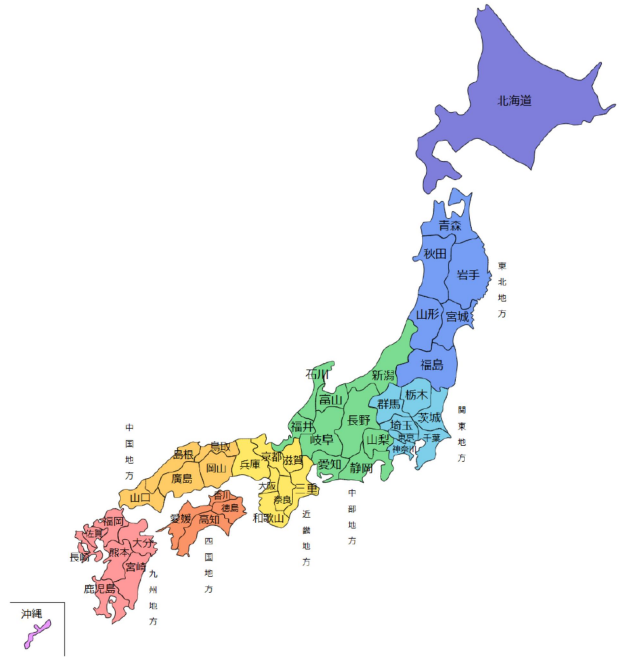 北海道
青森
秋田
岩手
東北地方
山形
宮城
福島
新潟
石川
富山
群馬
栃木
関東地方
茨城
長野
福井
埼玉
岐阜
山梨
東京
千葉
神奈川
愛知
静岡
中部地方
中国地方
鳥取
島根
京都
滋賀
兵庫
岡山
廣島
大阪
三重
奈良
山口
和歌山
近畿地方
香川
徳島
愛媛
高知
四国地方
福岡
佐賀
大分
長崎
熊本
宮崎
九州地方
鹿児島
沖縄